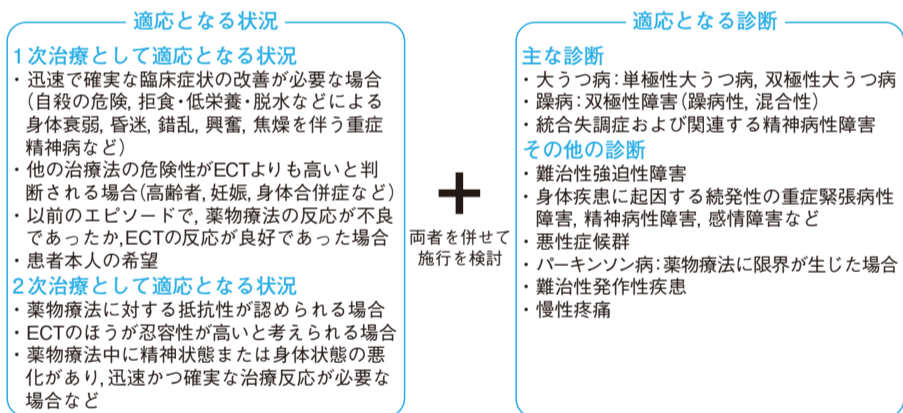 適応となる状況
1次治療として適応となる状況
・迅速で確実な臨床症状の改善が必要な場合
(自殺の危険, 拒食・低栄養・脱水などによる
身体衰弱, 昏迷, 錯乱, 興奮, 焦燥を伴う重症
精神病など)
・他の治療法の危険性がECTよりも高いと判
断される場合(高齢者, 妊娠, 身体合併症など)
・以前のエピソードで, 薬物療法の反応が不良
であったか,ECTの反応が良好であった場合
・患者本人の希望
2次治療として適応となる状況
・薬物療法に対する抵抗性が認められる場合
・ECTのほうが忍容性が高いと考えられる場合
・薬物療法中に精神状態または身体状態の悪
化があり, 迅速かつ確実な治療反応が必要な
場合など
+
両者を併せて
施行を検討
適応となる診断
主な診断
・大うつ病:単極性大うつ病, 双極性大うつ病
・躁病:双極性障害(躁病性, 混合性)
・統合失調症および関連する精神病性障害
その他の診断
・難治性強迫性障害
・身体疾患に起因する続発性の重症緊張病性
障害, 精神病性障害, 感情障害など
・悪性症候群
・パーキンソン病:薬物療法に限界が生じた場合
・難治性発作性疾患
・慢性疼痛